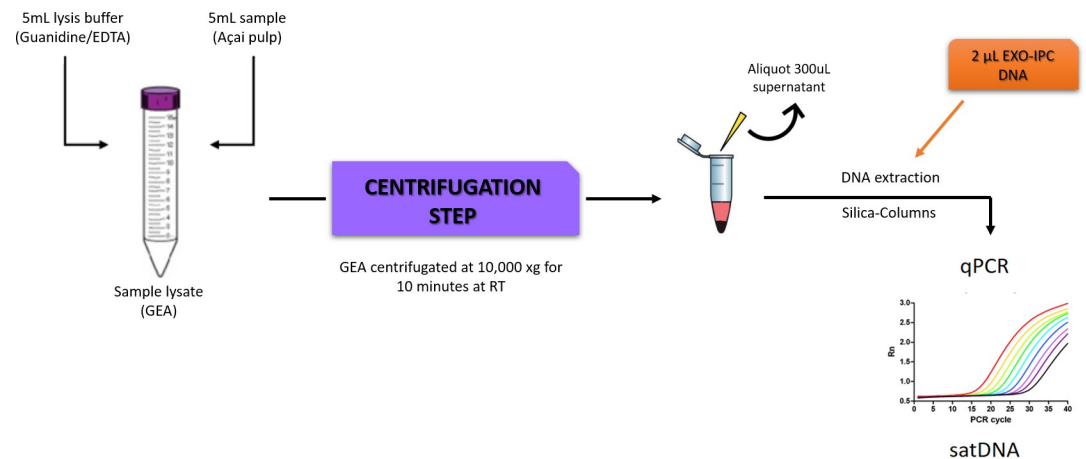 5mL lysis buffer
(Guanidine/EDTA)
5mL sample
(Açai pulp)
Sample lysate
(GEA)
CENTRIFUGATION
STEP
GEA centrifugated at 10,000 xg for
10 minutes at RT
Aliquot 300uL
supernatant
2 µL EXO-IPC
DNA
DNA extraction
Silica-Columns
qPCR
3.0
2.5
2.0
1.5
1.0
0.5
Rn
0 5 10 15 20 25 30 35 40
PCR cycle
satDNA